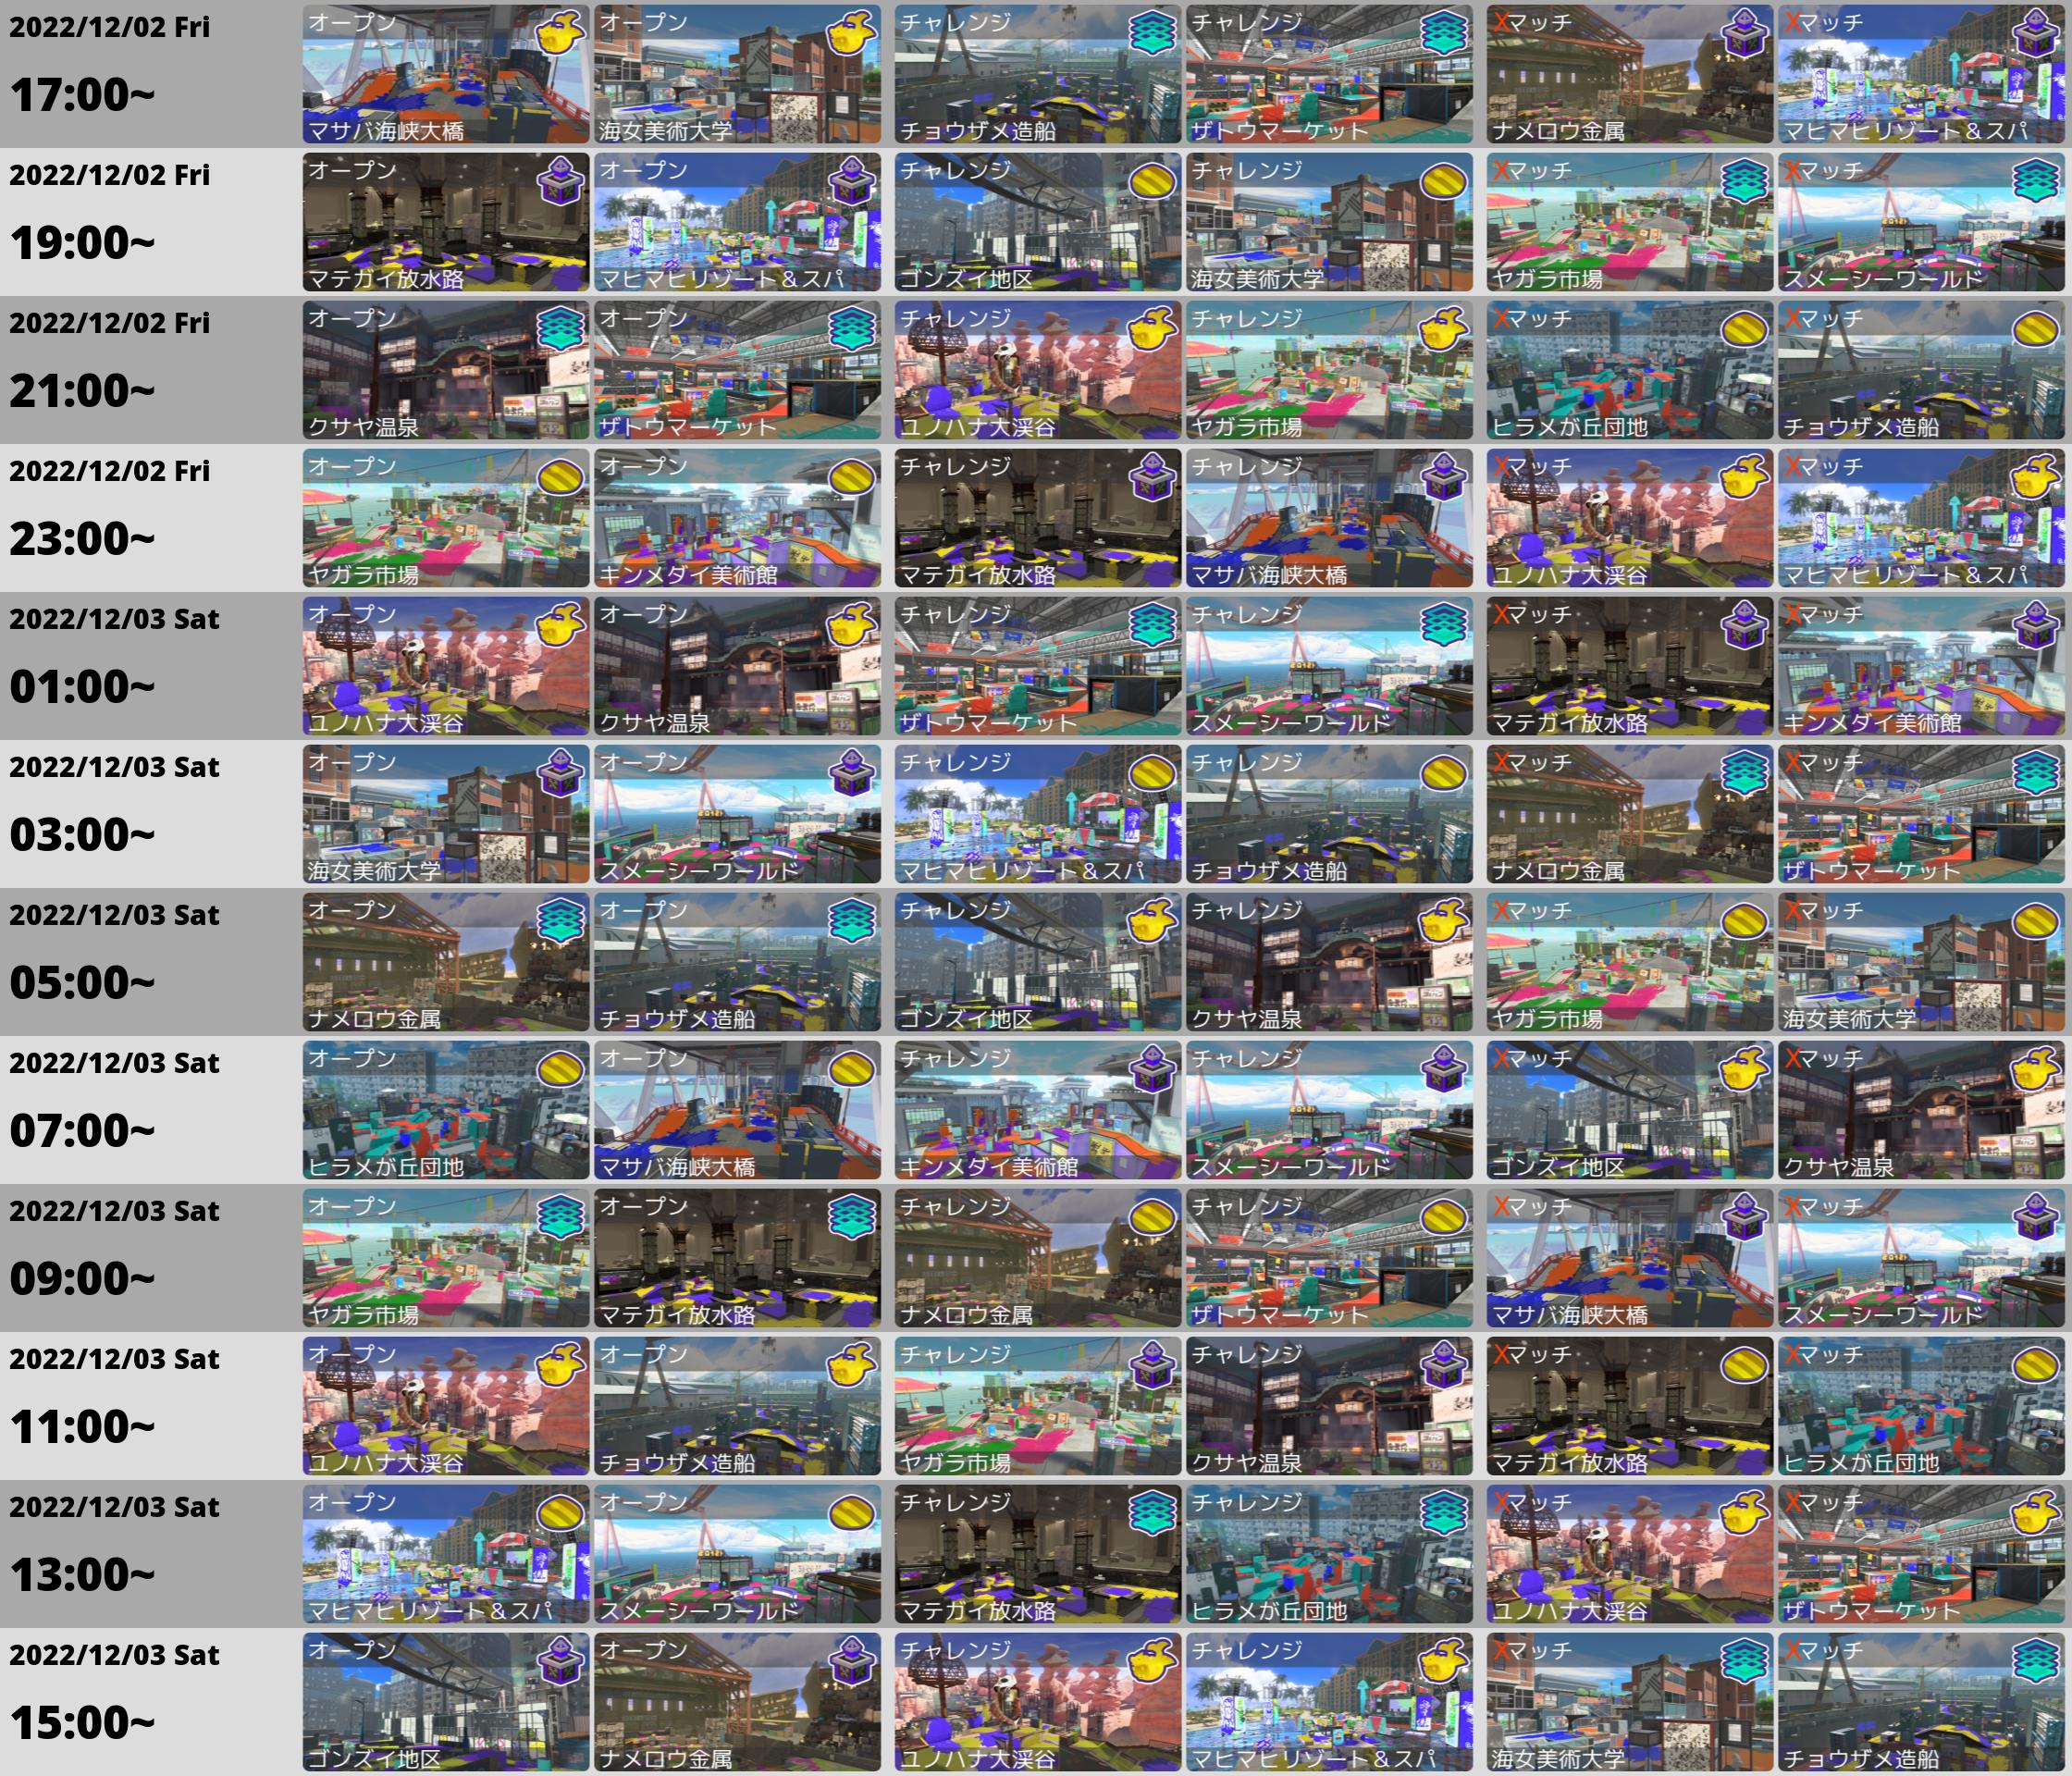 2022/12/02 Fri
17:00~
オープン オープン チャレンジ チャレンジ Xマッチ Xマッチ
マサバ海峡大橋 海女美術大学 チョウザメ造船 ザトウマーケット ナメロウ金属 マヒマヒリゾート＆スパ
2022/12/02 Fri
19:00~
オープン オープン チャレンジ チャレンジ Xマッチ Xマッチ
マテガイ放水路 マヒマヒリゾート＆スパ ゴンズイ地区 海女美術大学 ヤガラ市場 スメーシーワールド
2022/12/02 Fri
21:00~
オープン オープン チャレンジ チャレンジ Xマッチ Xマッチ
クサヤ温泉 ザトウマーケット ユノハナ大渓谷 ヤガラ市場 ヒラメが丘団地 チョウザメ造船
2022/12/02 Fri
23:00~
オープン オープン チャレンジ チャレンジ Xマッチ Xマッチ
ヤガラ市場 キンメダイ美術館 マテガイ放水路 マサバ海峡大橋 ユノハナ大渓谷 マヒマヒリゾート＆スパ
2022/12/03 Sat
01:00~
オープン オープン チャレンジ チャレンジ Xマッチ Xマッチ
ユノハナ大渓谷 クサヤ温泉 ザトウマーケット スメーシーワールド マテガイ放水路 キンメダイ美術館
2022/12/03 Sat
03:00~
オープン オープン チャレンジ チャレンジ Xマッチ Xマッチ
海女美術大学 スメーシーワールド マヒマヒリゾート＆スパ チョウザメ造船 ナメロウ金属 ザトウマーケット
2022/12/03 Sat
05:00~
オープン オープン チャレンジ チャレンジ Xマッチ Xマッチ
ナメロウ金属 チョウザメ造船 ゴンズイ地区 クサヤ温泉 ヤガラ市場 海女美術大学
2022/12/03 Sat
07:00~
オープン オープン チャレンジ チャレンジ Xマッチ Xマッチ
ヒラメが丘団地 マサバ海峡大橋 キンメダイ美術館 スメーシーワールド ゴンズイ地区 クサヤ温泉
2022/12/03 Sat
09:00~
オープン オープン チャレンジ チャレンジ Xマッチ Xマッチ
ヤガラ市場 マテガイ放水路 ナメロウ金属 ザトウマーケット マサバ海峡大橋 スメーシーワールド
2022/12/03 Sat
11:00~
オープン オープン チャレンジ チャレンジ Xマッチ Xマッチ
ユノハナ大渓谷 チョウザメ造船 ヤガラ市場 クサヤ温泉 マテガイ放水路 ヒラメが丘団地
2022/12/03 Sat
13:00~
オープン オープン チャレンジ チャレンジ Xマッチ Xマッチ
マヒマヒリゾート＆スパ スメーシーワールド マテガイ放水路 ヒラメが丘団地 ユノハナ大渓谷 ザトウマーケット
2022/12/03 Sat
15:00~
オープン オープン チャレンジ チャレンジ Xマッチ Xマッチ
ゴンズイ地区 ナメロウ金属 ユノハナ大渓谷 マヒマヒリゾート＆スパ 海女美術大学 チョウザメ造船